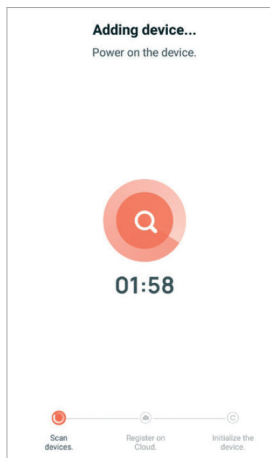 Adding device...
Power on the device.
01:58
Scan
devices.
Register on
Cloud.
Initialize the
device.